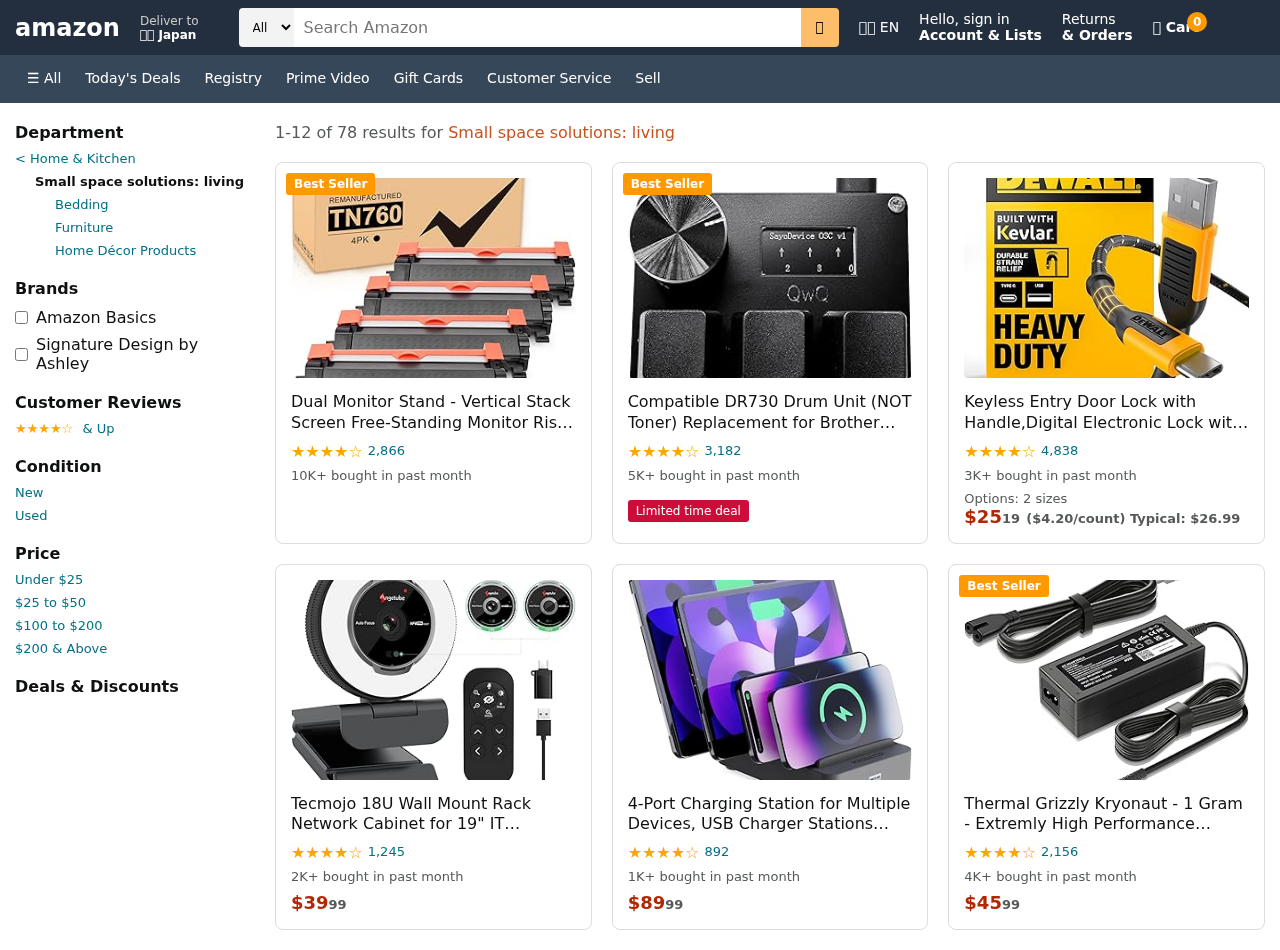 amazon
Deliver to
Japan
All
Search Amazon
EN
Hello, sign in
Account & Lists
Returns
& Orders
0
☰ All
Today's Deals
Registry
Prime Video
Gift Cards
Customer Service
Sell
Department
< Home & Kitchen
Small space solutions: living
Bedding
Furniture
Home Décor Products
Brands
Amazon Basics
Signature Design by
Ashley
Customer Reviews
★★★★☆ & Up
Condition
New
Used
Price
Under $25
$25 to $50
$100 to $200
$200 & Above
Deals & Discounts
1-12 of 78 results for Small space solutions: living
Best Seller
REMANUFACTURED
TN760
4PK
Dual Monitor Stand - Vertical Stack
Screen Free-Standing Monitor Ris…
★★★★☆ 2,866
10K+ bought in past month
Best Seller
SayoDevice OSC v1
2 3 0
QwQ
Compatible DR730 Drum Unit (NOT
Toner) Replacement for Brother…
★★★★☆ 3,182
5K+ bought in past month
Limited time deal
DEWALT
BUILT WITH
Kevlar.
DURABLE
STRAIN
RELIEF
TYPE C
USB
HEAVY
DUTY
DEWALT
Keyless Entry Door Lock with
Handle,Digital Electronic Lock wit…
★★★★☆ 4,838
3K+ bought in past month
Options: 2 sizes
$25 19 ($4.20/count) Typical: $26.99
Angetube
Auto Focus
Tecmojo 18U Wall Mount Rack
Network Cabinet for 19" IT…
★★★★☆ 1,245
2K+ bought in past month
$39 99
4-Port Charging Station for Multiple
Devices, USB Charger Stations…
★★★★☆ 892
1K+ bought in past month
$89 99
Best Seller
Thermal Grizzly Kryonaut - 1 Gram
- Extremly High Performance…
★★★★☆ 2,156
4K+ bought in past month
$45 99